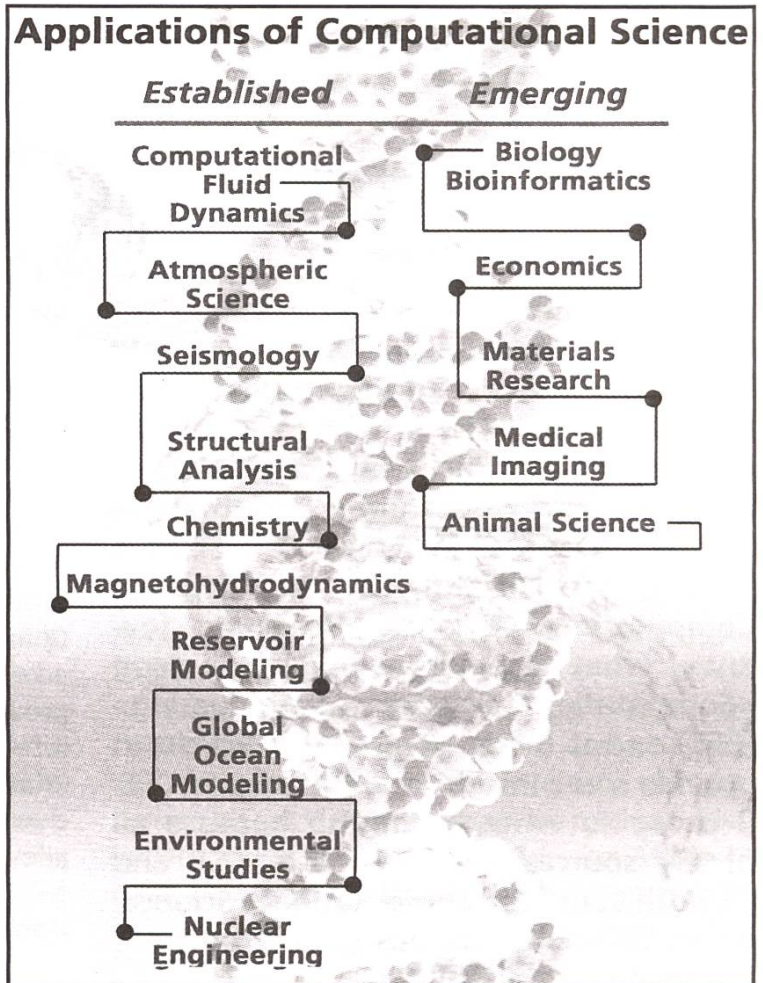 Applications of Computational Science
Established
Emerging
Computational
Fluid
Dynamics
Atmospheric
Science
Seismology
Structural
Analysis
Chemistry
Magnetohydrodynamics
Reservoir
Modeling
Global
Ocean
Modeling
Environmental
Studies
Nuclear
Engineering
Biology
Bioinformatics
Economics
Materials
Research
Medical
Imaging
Animal Science